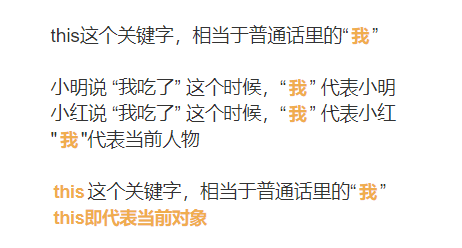 this这个关键字，相当于普通话里的“我”
小明说 “我吃了” 这个时候，“我” 代表小明
小红说 “我吃了” 这个时候，“我” 代表小红
"我"代表当前人物
this这个关键字，相当于普通话里的“我”
this即代表当前对象